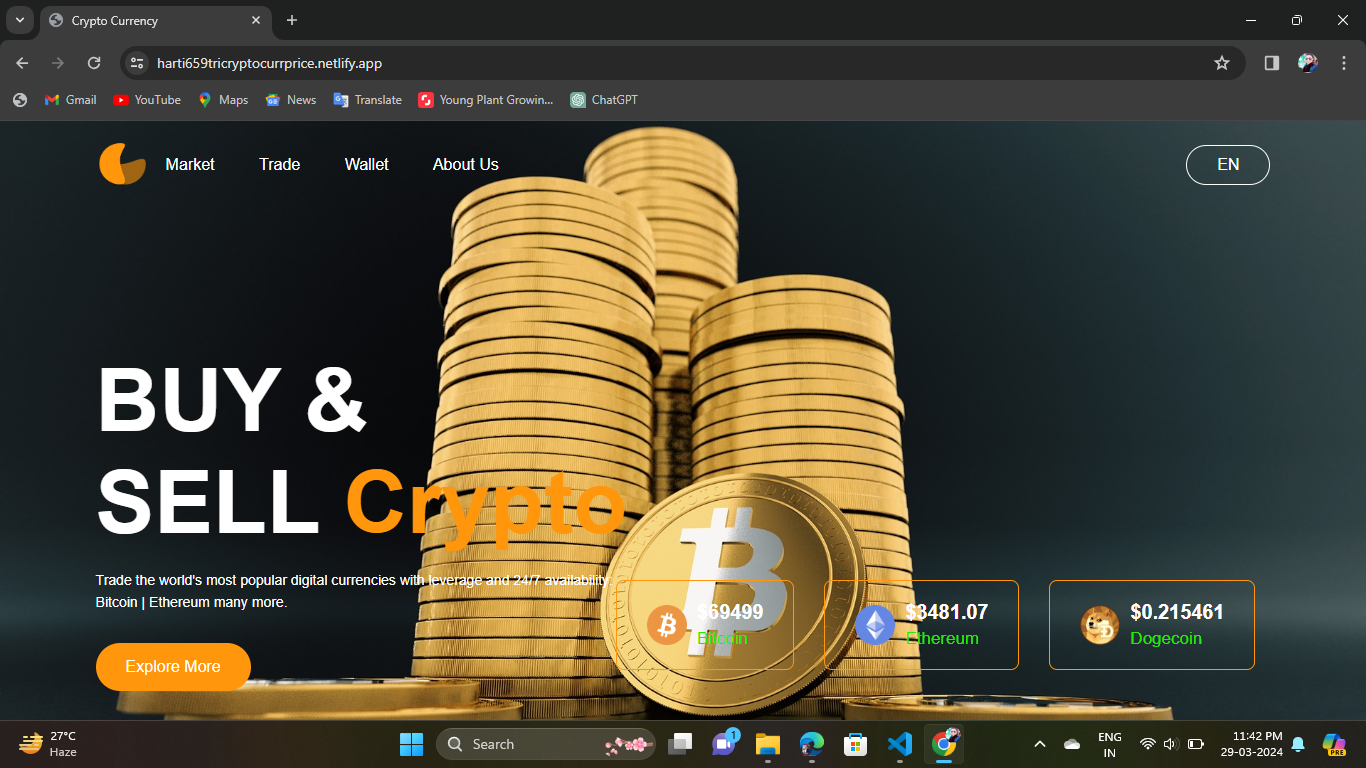 Crypto Currency
harti659tricryptocurrprice.netlify.app
Gmail YouTube Maps News Translate Young Plant Growin... ChatGPT
Market Trade Wallet About Us EN
BUY &
SELL Crypto
Trade the world's most popular digital currencies with leverage and 24/7 availability.
Bitcoin | Ethereum many more.
$69499
Bitcoin
$3481.07
Ethereum
$0.215461
Dogecoin
Explore More
27°C
Haze
Search
1
ENG
IN
11:42 PM
29-03-2024
PRE